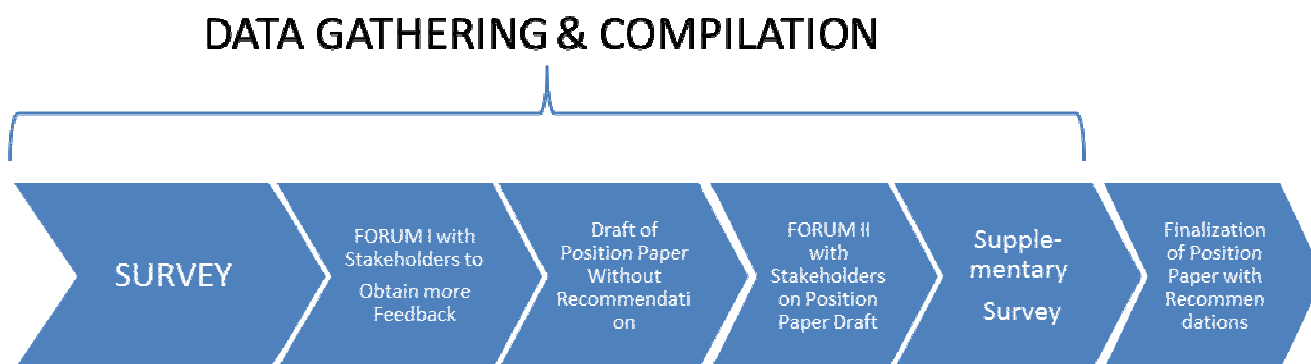 DATA GATHERING & COMPILATION
SURVEY
FORUM I with
Stakeholders to
Obtain more
Feedback
Draft of
Position Paper
Without
Recommendati
on
FORUM II
with
Stakeholders
on Position
Paper Draft
Supple-
mentary
Survey
Finalization
of Position
Paper with
Recommen
dations